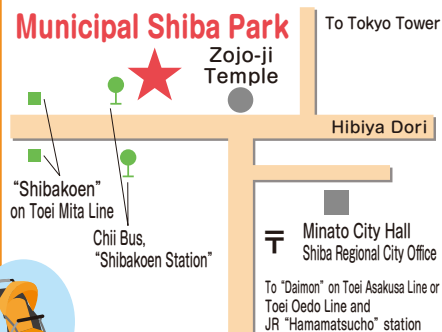 Municipal Shiba Park
To Tokyo Tower
Zojo-ji
Temple
Hibiya Dori
“Shibakoen”
on Toei Mita Line
Chii Bus,
“Shibakoen Station”
〒
Minato City Hall
Shiba Regional City Office
To “Daimon” on Toei Asakusa Line or
Toei Oedo Line and
JR “Hamamatsucho” station